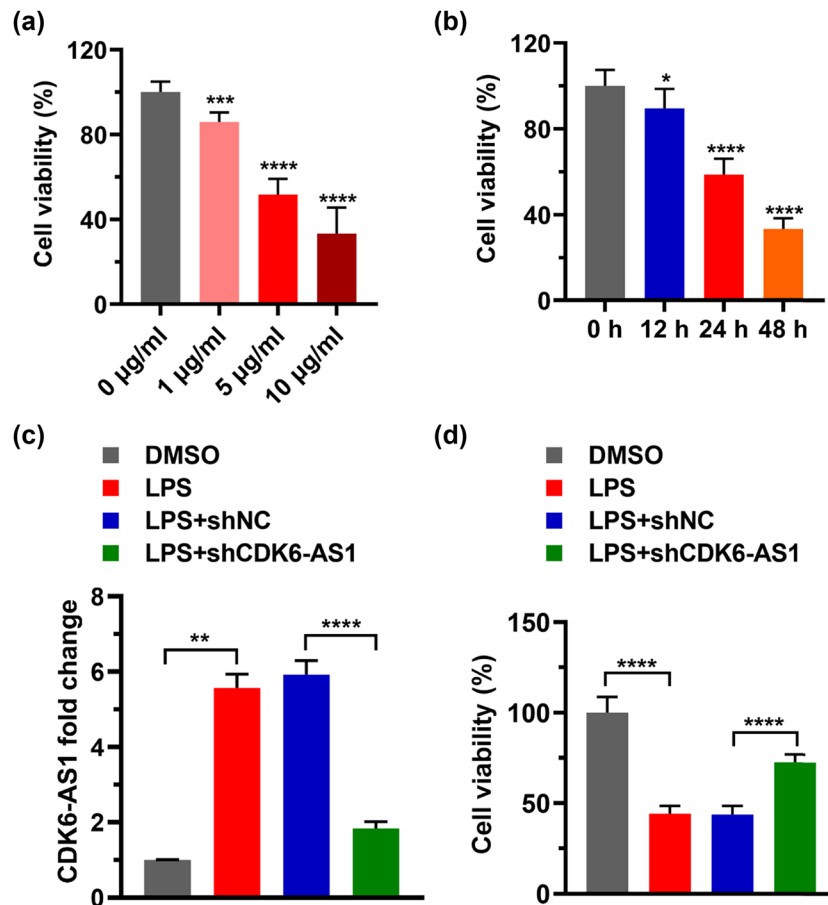 (a)
Cell viability (%)
120
80
40
0
***
****
****
0 µg/ml
1 µg/ml
5 µg/ml
10 µg/ml
(b)
Cell viability (%)
120
80
40
0
*
****
****
0 h
12 h
24 h
48 h
(c)
DMSO
LPS
LPS+shNC
LPS+shCDK6-AS1
CDK6-AS1 fold change
8
6
4
2
0
**
****
(d)
DMSO
LPS
LPS+shNC
LPS+shCDK6-AS1
Cell viability (%)
150
100
50
0
****
****